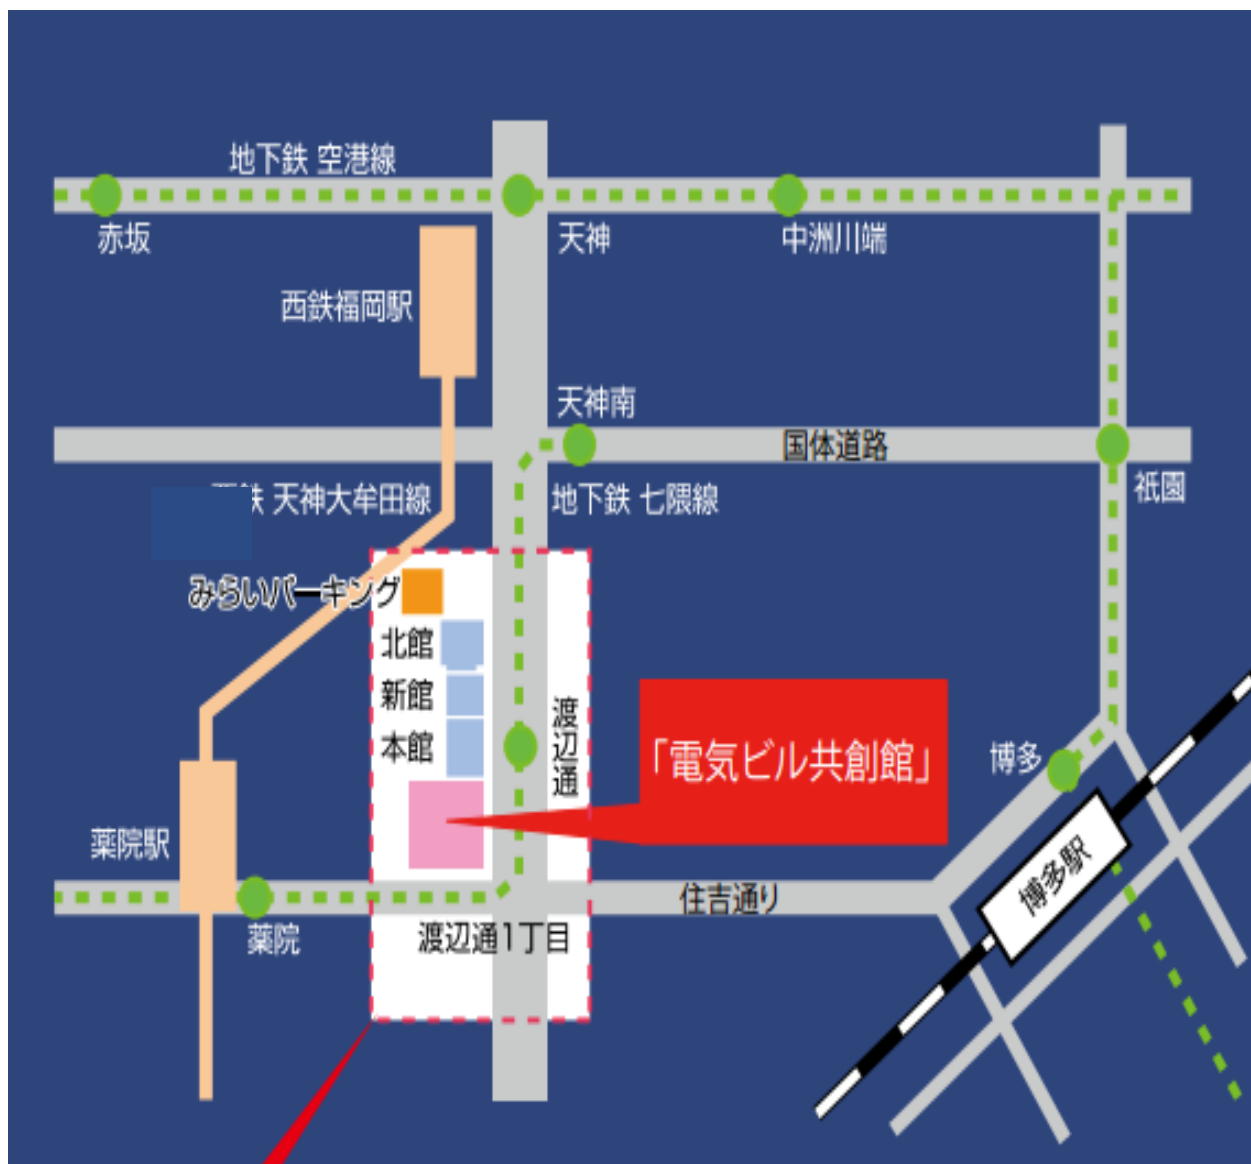 地下鉄 空港線
赤坂
天神
中洲川端
西鉄福岡駅
天神南
国体道路
祇園
鉄 天神大牟田線
地下鉄 七隈線
みらいパーキング
北館
新館
本館
渡辺通
「電気ビル共創館」
博多
薬院駅
博多駅
住吉通り
薬院
渡辺通1丁目